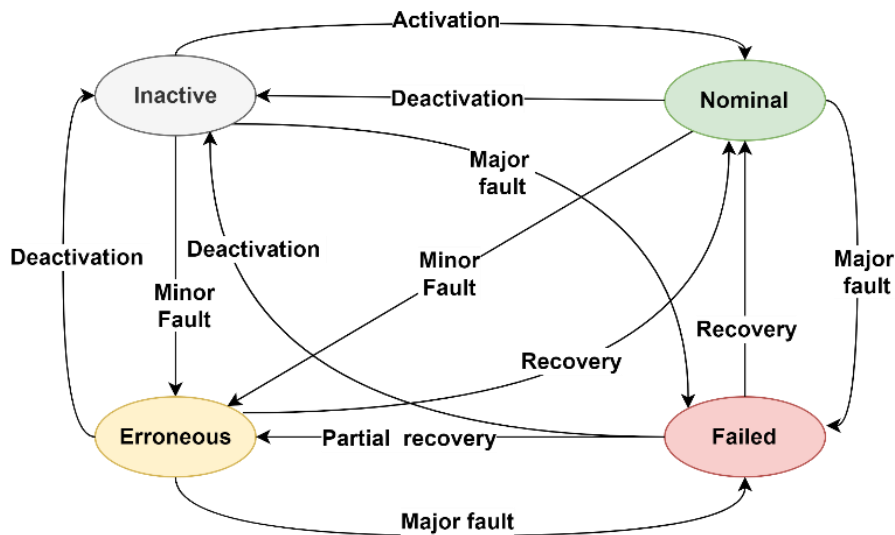 Activation
Inactive
Deactivation
Nominal
Major
fault
Deactivation
Deactivation
Minor
Fault
Minor
Fault
Major
fault
Recovery
Recovery
Erroneous
Partial recovery
Failed
Major fault